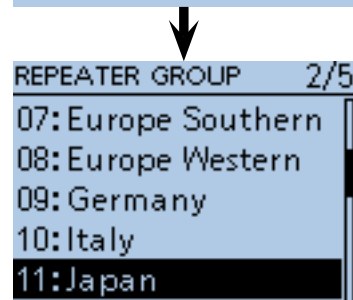 REPEATER GROUP 2/5
07:Europe Southern
08:Europe Western
09:Germany
10:Italy
11:Japan